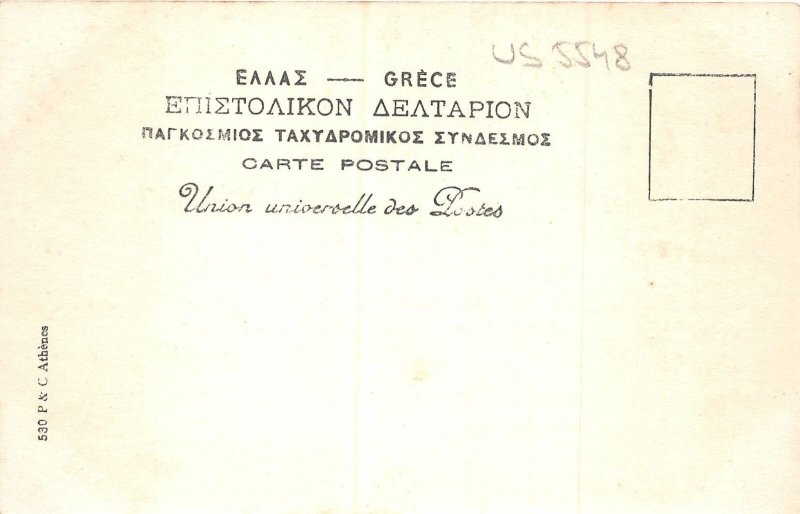 US 5548
ΕΛΛΑΣ — GRÈCE
ΕΠΙΣΤΟΛΙΚΟΝ ΔΕΛΤΑΡΙΟΝ
ΠΑΓΚΟΣΜΙΟΣ ΤΑΧΥΔΡΟΜΙΚΟΣ ΣΥΝΔΕΣΜΟΣ
CARTE POSTALE
Union universelle des Postes
530 P & C Athènes